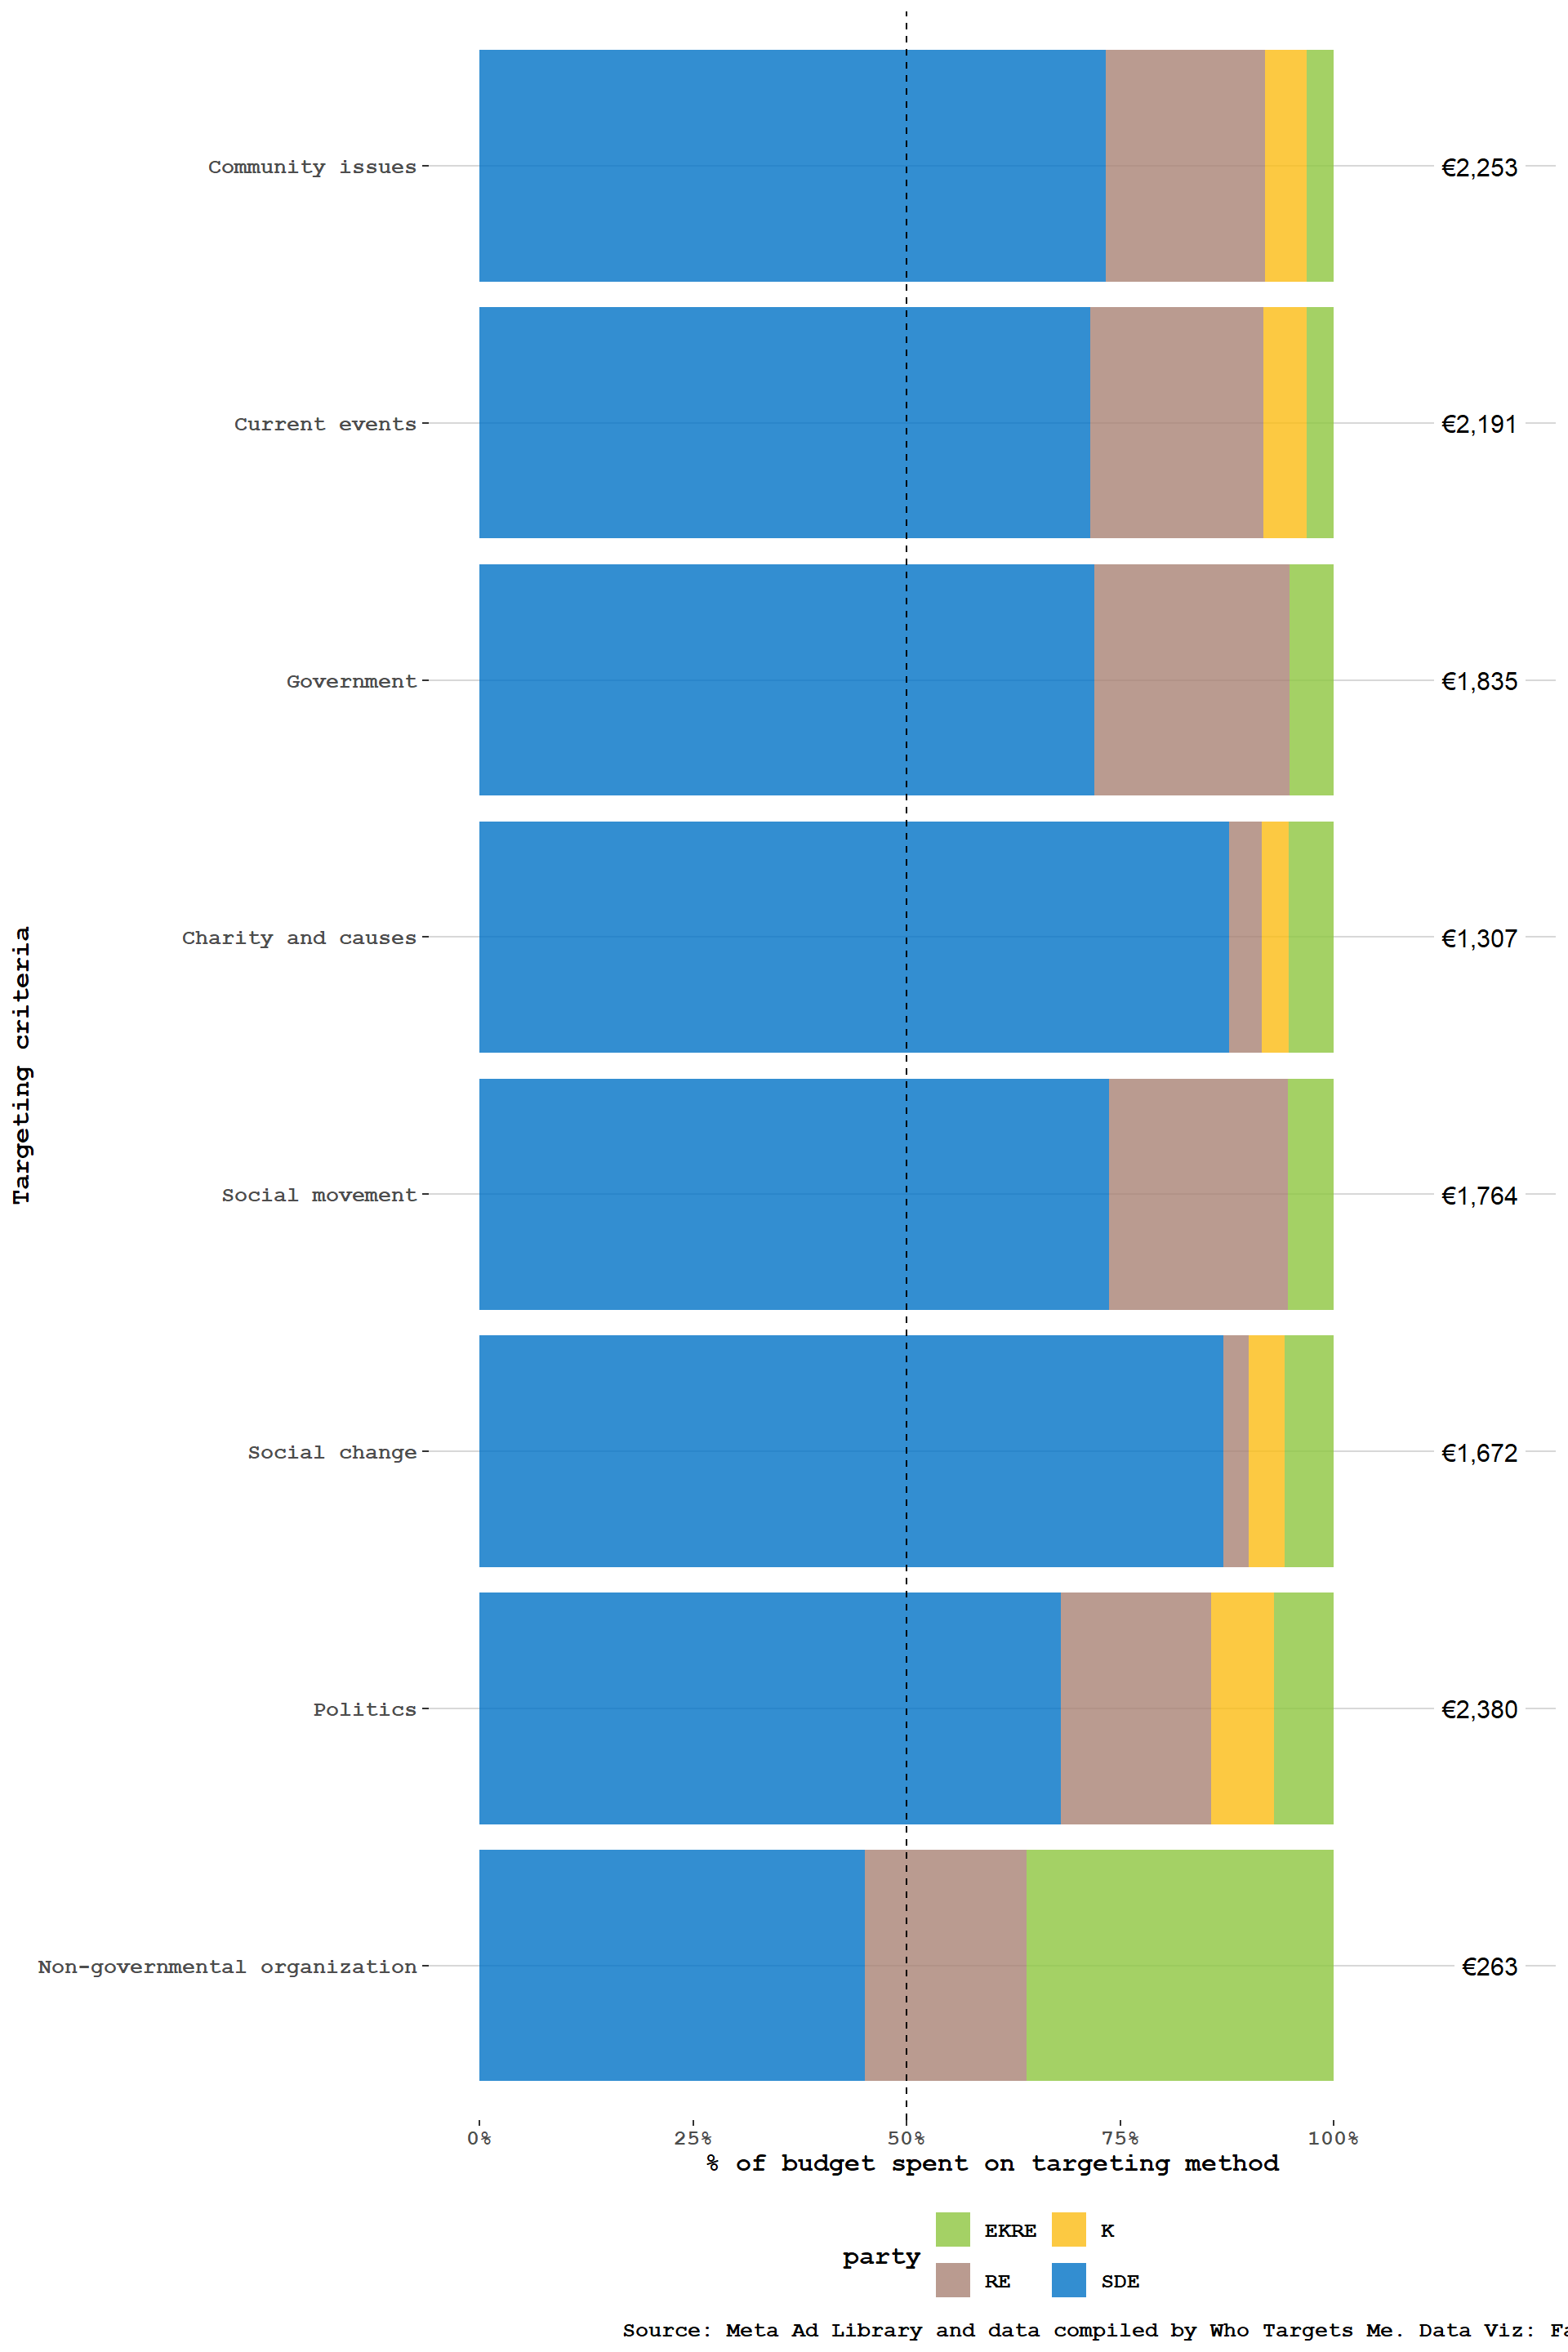 Community issues
€2,253
Current events
€2,191
Government
€1,835
Charity and causes
€1,307
Targeting criteria
Social movement
€1,764
Social change
€1,672
Politics
€2,380
Non-governmental organization
€263
0% 25% 50% 75% 100%
% of budget spent on targeting method
party
EKRE K
RE SDE
Source: Meta Ad Library and data compiled by Who Targets Me. Data Viz: